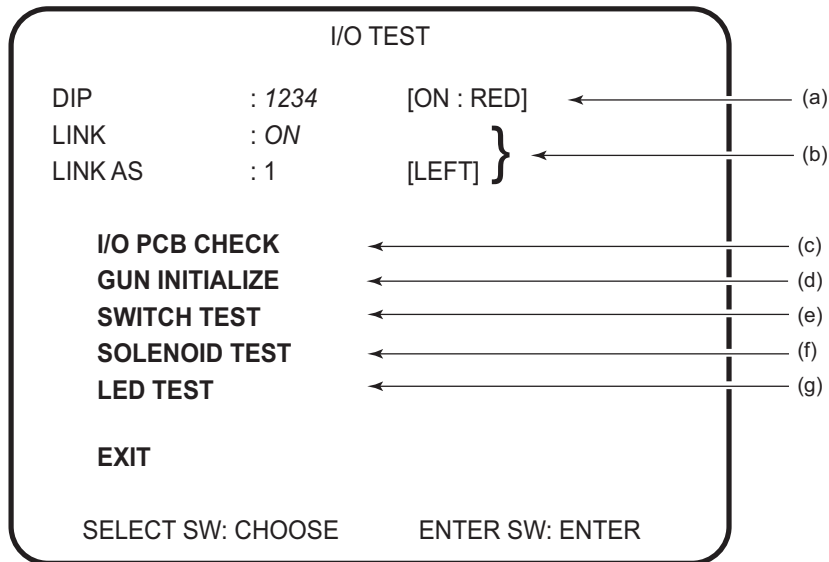 I/O TEST
DIP : 1234 [ON : RED] (a)
LINK : ON
(b)
LINK AS : 1 [LEFT]
I/O PCB CHECK (c)
GUN INITIALIZE (d)
SWITCH TEST (e)
SOLENOID TEST (f)
LED TEST (g)
EXIT
SELECT SW: CHOOSE ENTER SW: ENTER